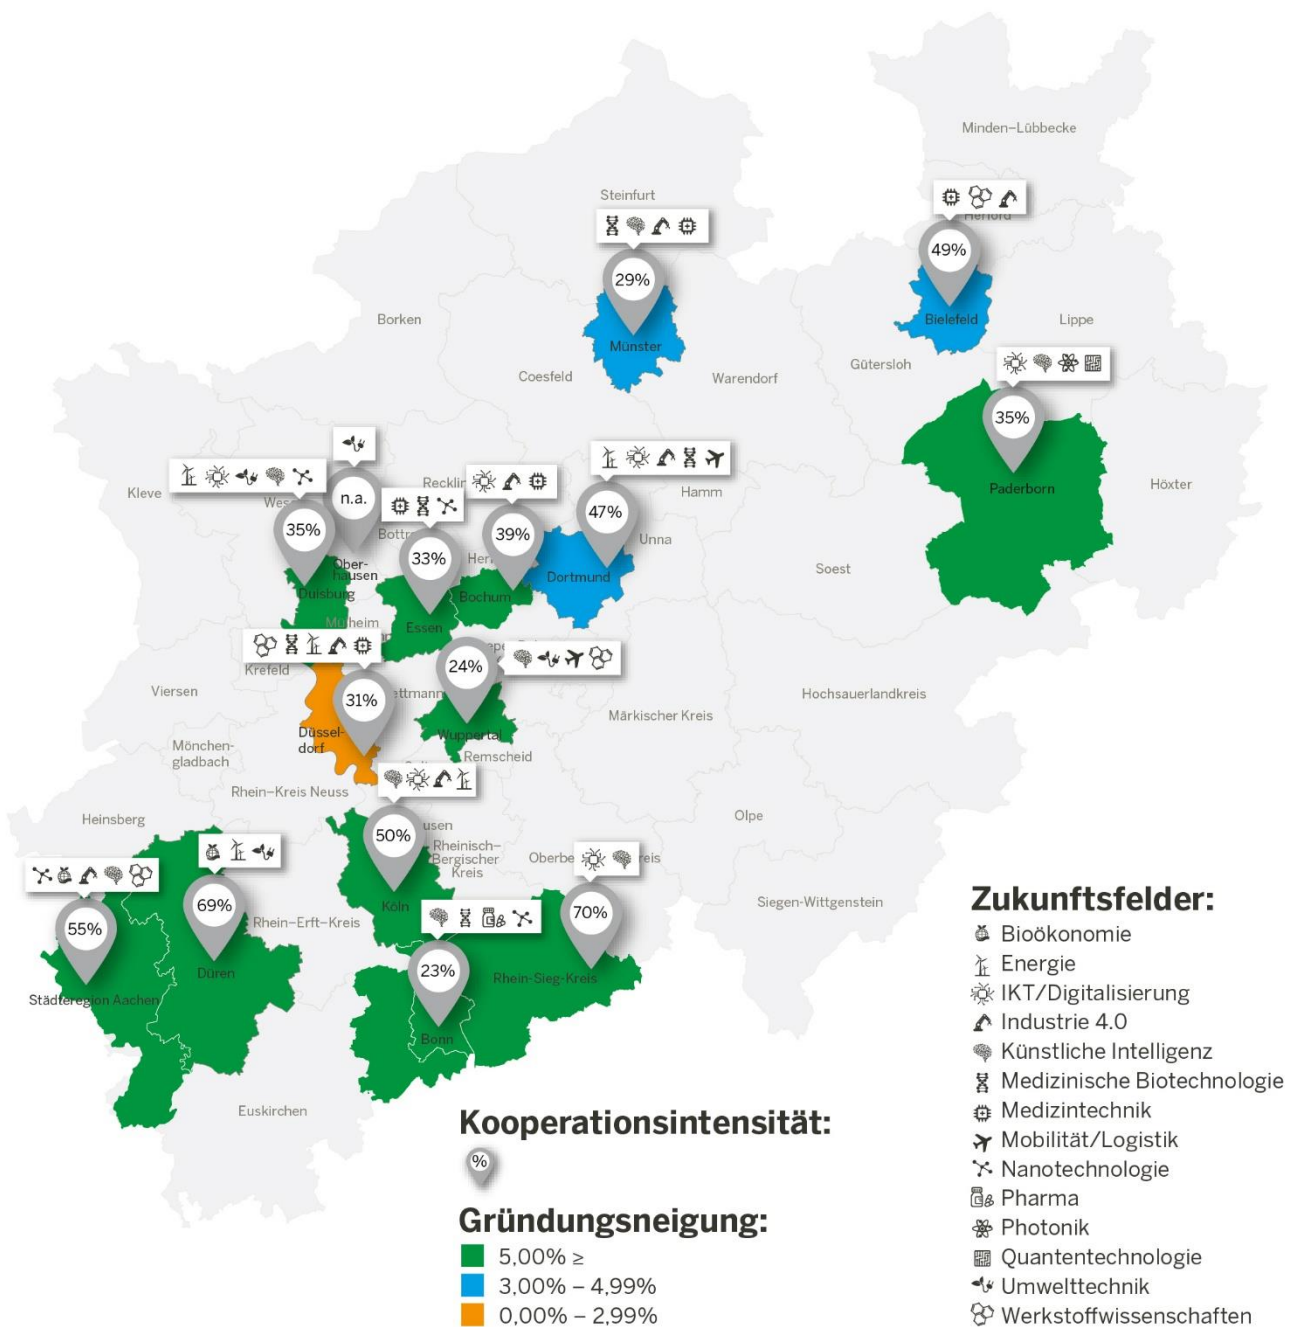 Minden–Lübbecke
Steinfurt
Herford
49%
29%
Borken
Bielefeld
Lippe
Münster
Gütersloh
Coesfeld
Warendorf
35%
Kleve
Recklin
Hamm
Höxter
Wes
n.a.
47%
Paderborn
35%
Bottr
39%
Unna
33%
Her
Ober-
hausen
Dortmund
Soest
Duisburg
Bochum
Mülheim
Essen
Krefeld
24%
Viersen
31%
ettmann
Hochsauerlandkreis
Märkischer Kreis
Düssel-
dorf
Wuppertal
Mönchen-
gladbach
Remscheid
Rhein-Kreis Neuss
Heinsberg
Olpe
50%
usen
Rheinisch–
Bergischer
Kreis
Oberbe
reis
69%
Köln
70%
Siegen-Wittgenstein
55%
Rhein–Erft–Kreis
23%
Düren
Rhein-Sieg-Kreis
Städteregion Aachen
Bonn
Euskirchen
Kooperationsintensität:
%
Gründungsneigung:
5,00% ≥
3,00% – 4,99%
0,00% – 2,99%
Zukunftsfelder:
Bioökonomie
Energie
IKT/Digitalisierung
Industrie 4.0
Künstliche Intelligenz
Medizinische Biotechnologie
Medizintechnik
Mobilität/Logistik
Nanotechnologie
Pharma
Photonik
Quantentechnologie
Umwelttechnik
Werkstoffwissenschaften